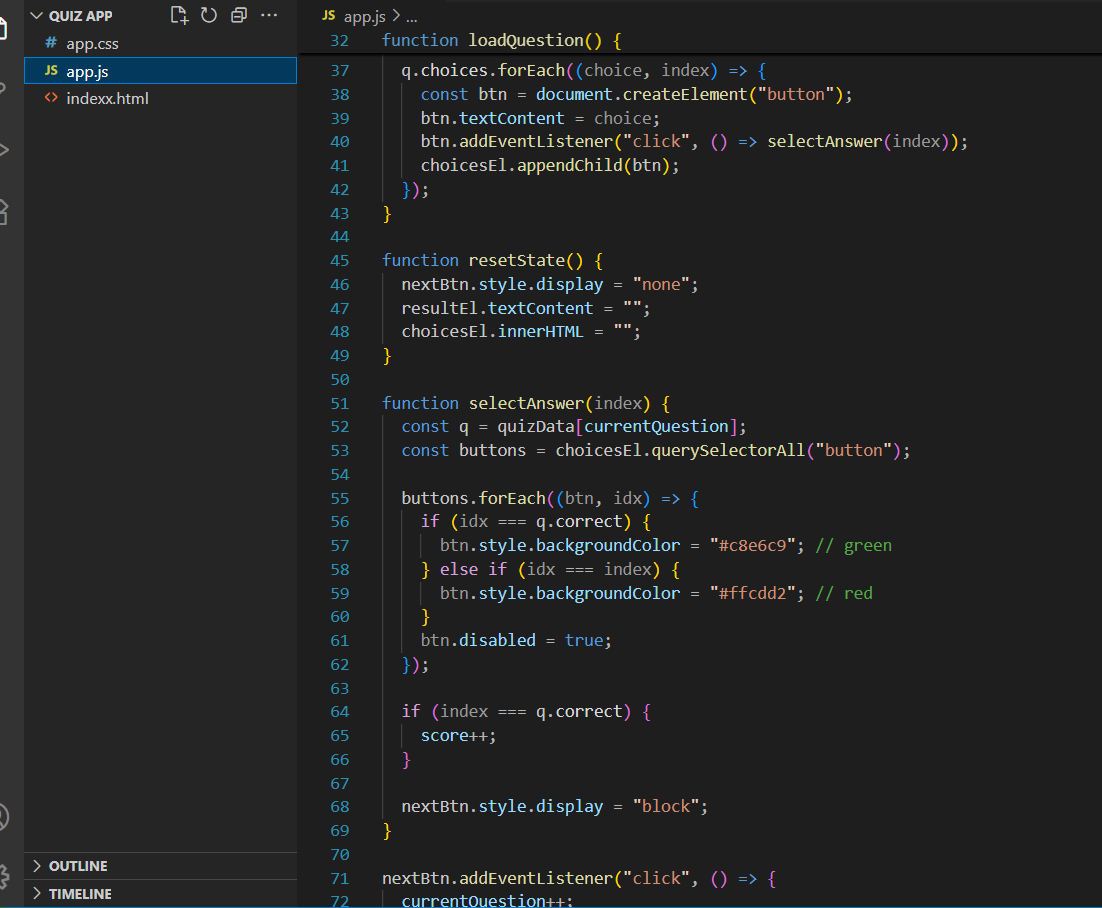 QUIZ APP
# app.css
JS app.js
<> indexx.html
OUTLINE
TIMELINE
JS app.js > ...
32 function loadQuestion() {
37 q.choices.forEach((choice, index) => {
38 const btn = document.createElement("button");
39 btn.textContent = choice;
40 btn.addEventListener("click", () => selectAnswer(index));
41 choicesEl.appendChild(btn);
42 });
43 }
44
45 function resetState() {
46 nextBtn.style.display = "none";
47 resultEl.textContent = "";
48 choicesEl.innerHTML = "";
49 }
50
51 function selectAnswer(index) {
52 const q = quizData[currentQuestion];
53 const buttons = choicesEl.querySelectorAll("button");
54
55 buttons.forEach((btn, idx) => {
56 if (idx === q.correct) {
57 btn.style.backgroundColor = "#c8e6c9"; // green
58 } else if (idx === index) {
59 btn.style.backgroundColor = "#ffcdd2"; // red
60 }
61 btn.disabled = true;
62 });
63
64 if (index === q.correct) {
65 score++;
66 }
67
68 nextBtn.style.display = "block";
69 }
70
71 nextBtn.addEventListener("click", () => {
72 currentQuestion++;